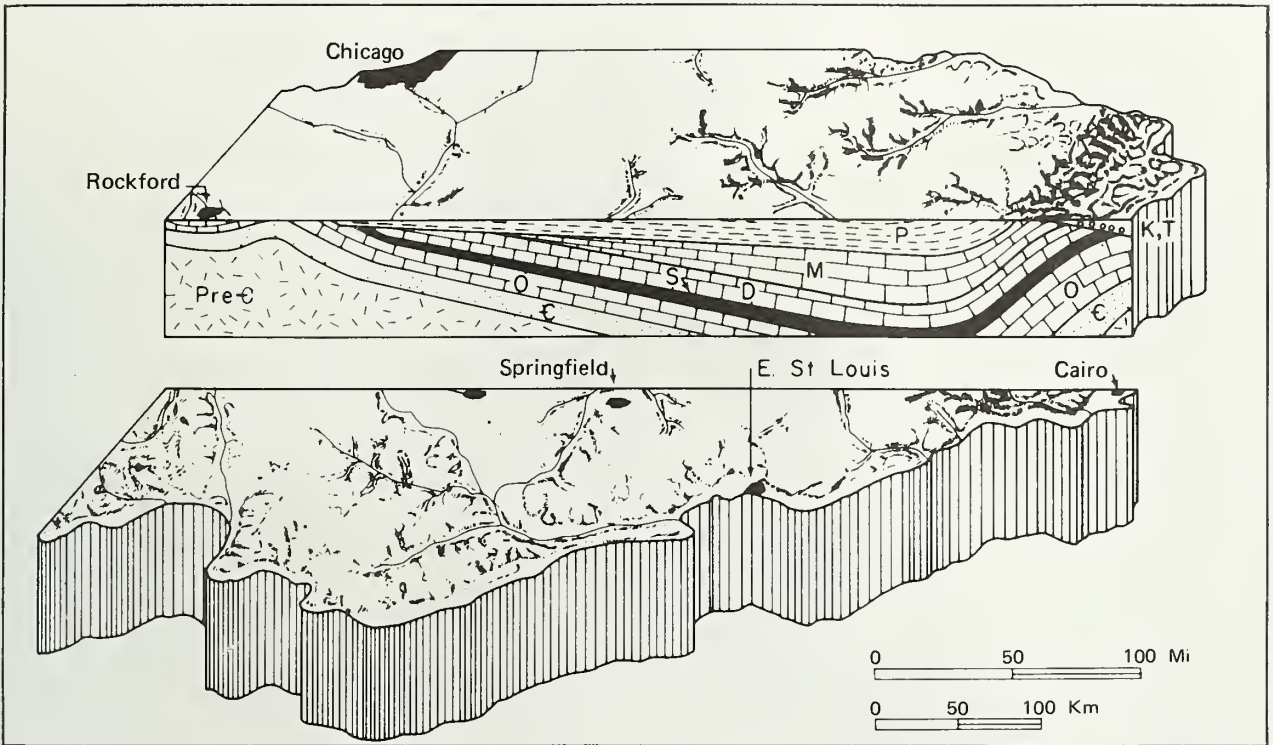 Chicago
Rockford
P
K,T
M
S
D
O
O
Pre-Є
Є
Є
Springfield
E. St Louis
Cairo
0 50 100 Mi
0 50 100 Km